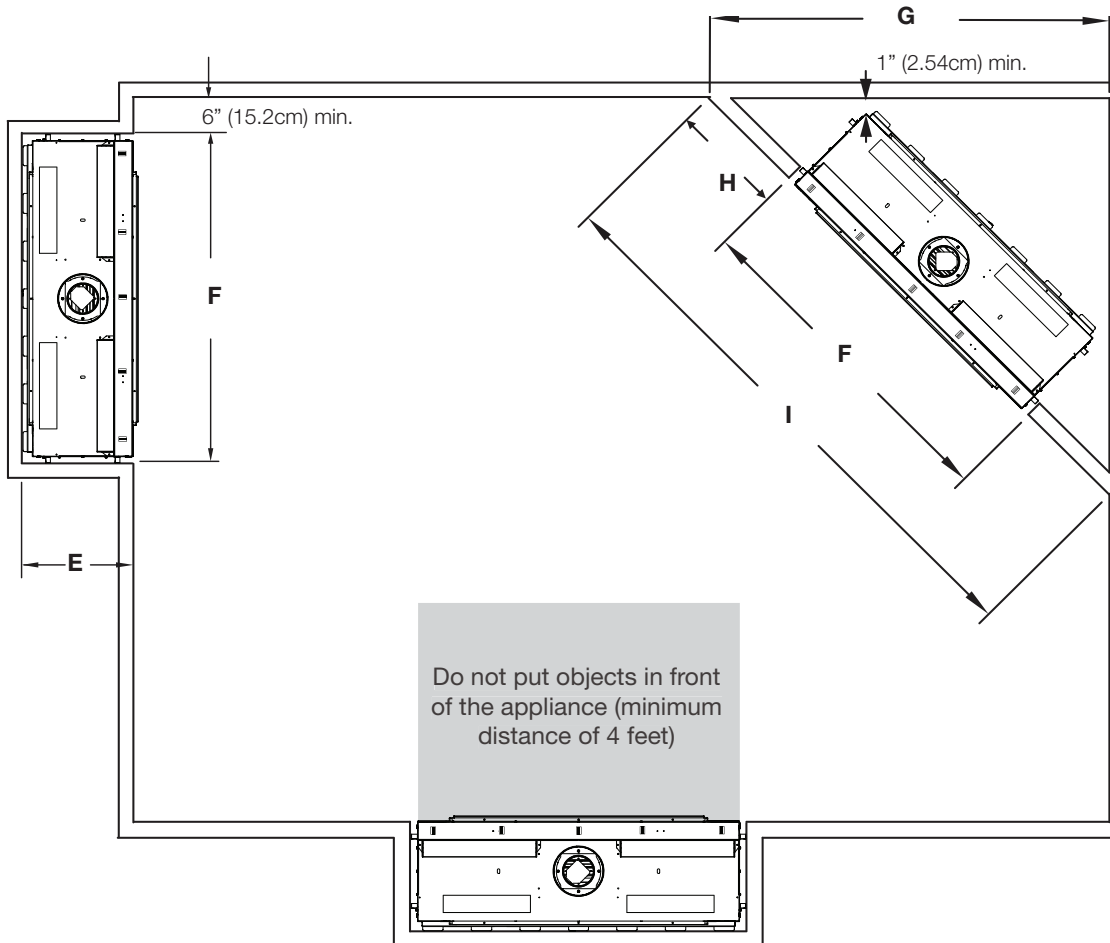 G
1” (2.54cm) min.
6” (15.2cm) min.
H
F
F
I
E
Do not put objects in front
of the appliance (minimum
distance of 4 feet)